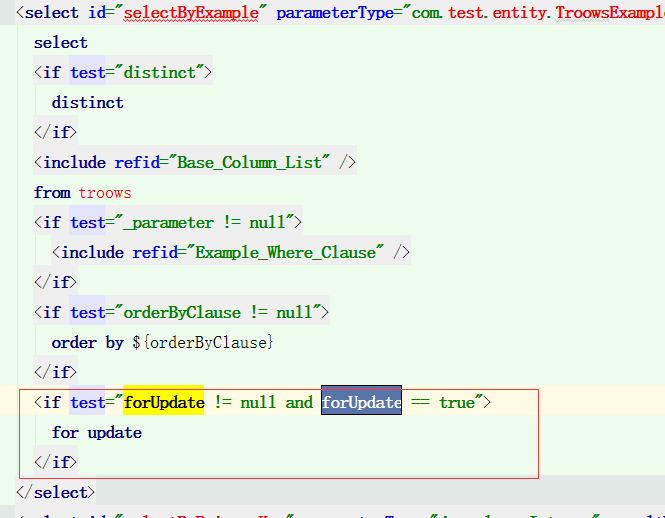 <select id="selectByExample" parameterType="com.test.entity.TroowsExample
select
<if test="distinct">
distinct
</if>
<include refid="Base_Column_List" />
from troows
<if test="_parameter != null">
<include refid="Example_Where_Clause" />
</if>
<if test="orderByClause != null">
order by ${orderByClause}
</if>
<if test="forUpdate != null and forUpdate == true">
for update
</if>
</select>